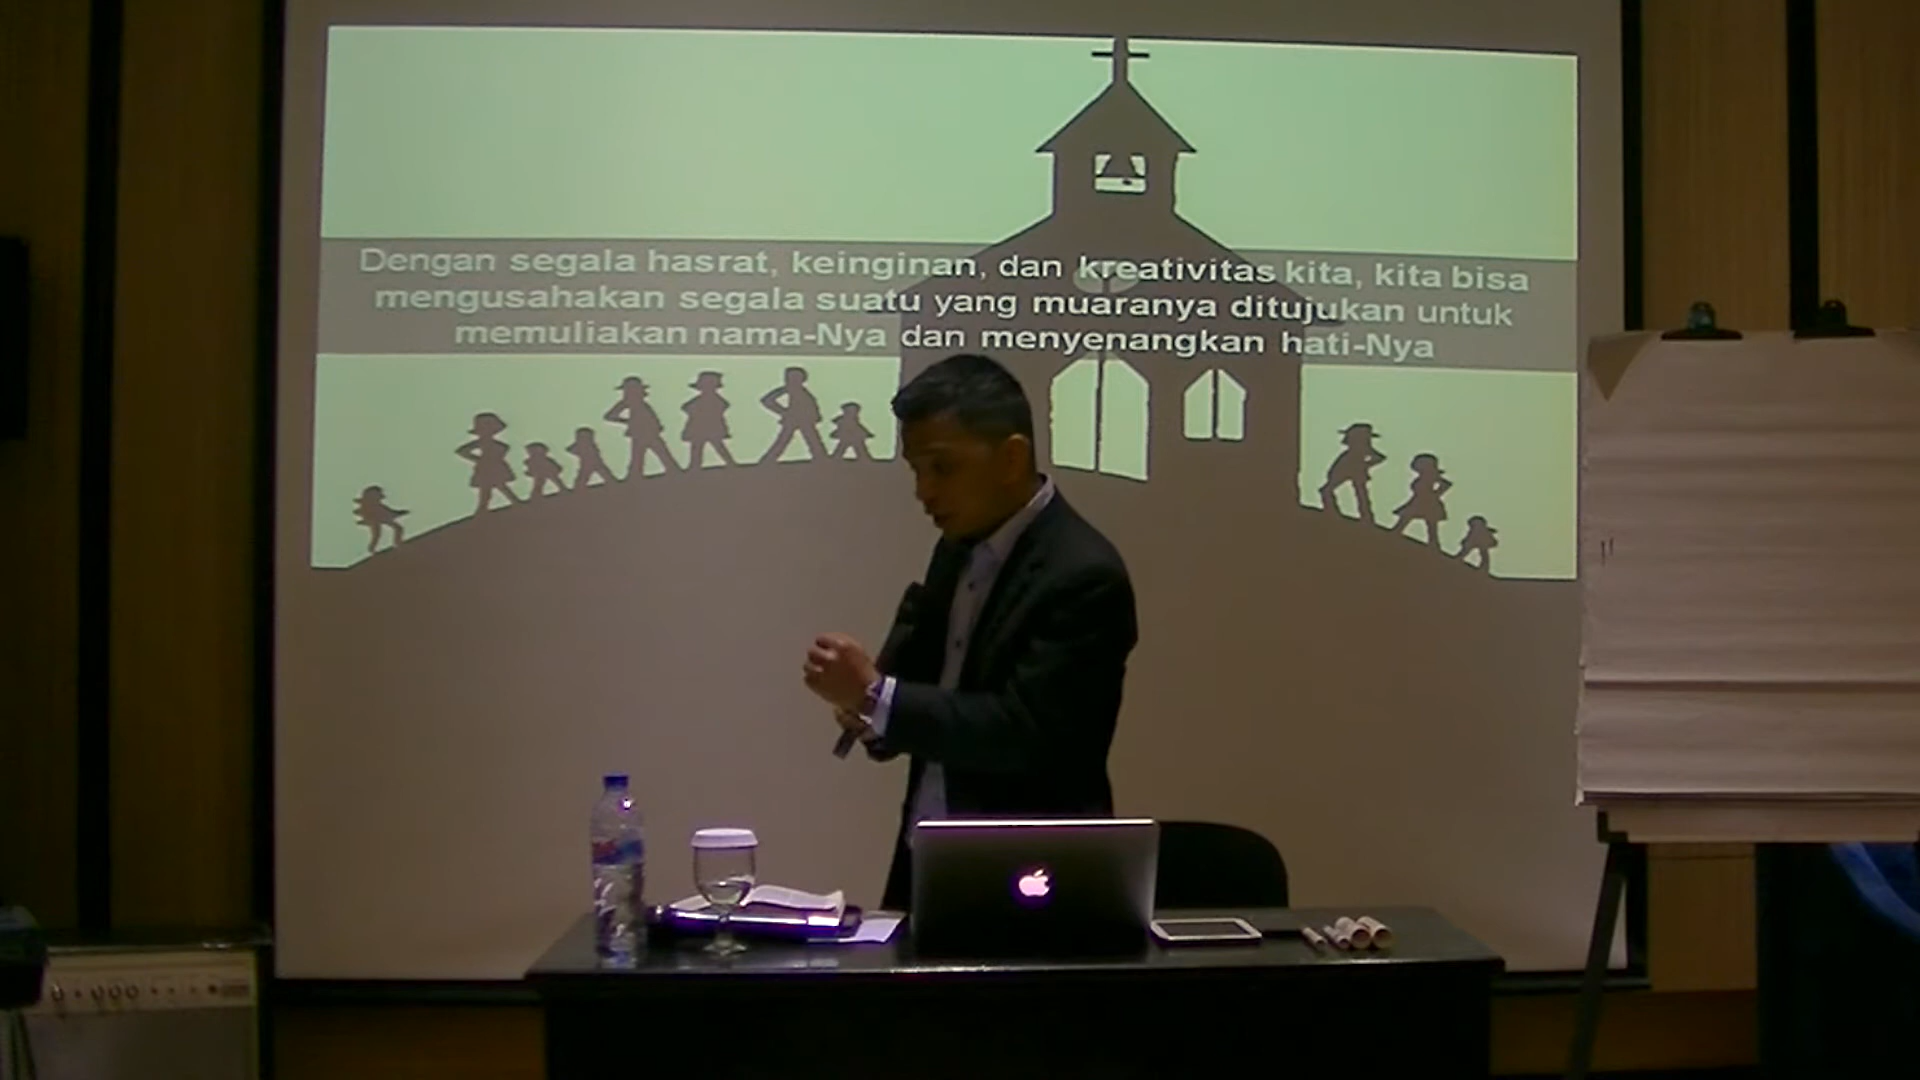 Dengan segala hasrat, keinginan, dan kreativitas kita, kita bisa
mengusahakan segala suatu yang muaranya ditujukan untuk
memuliakan nama-Nya dan menyenangkan hati-Nya